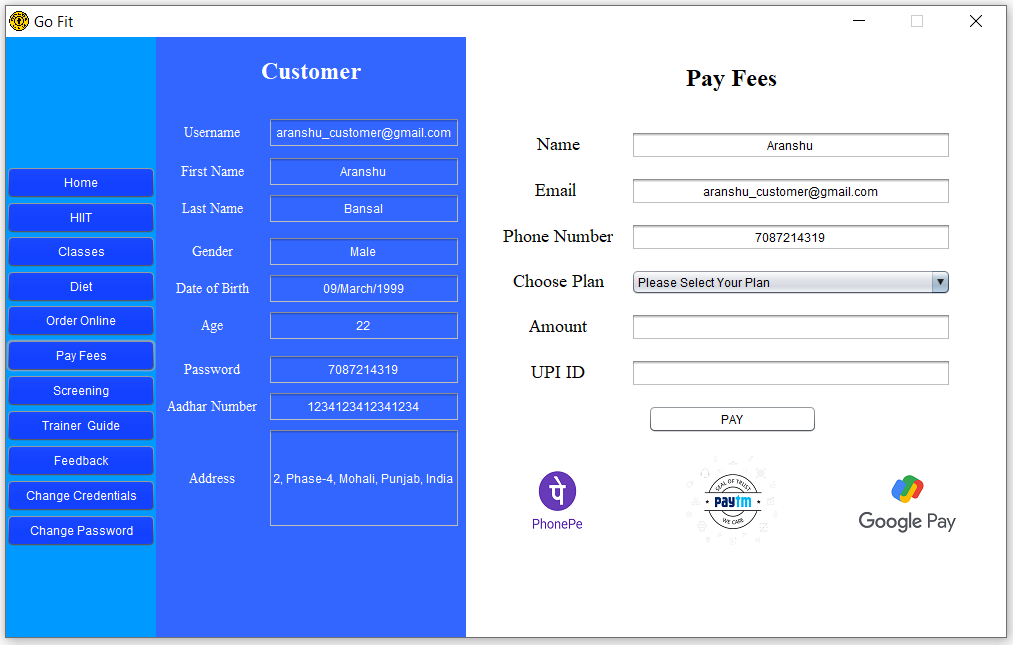 Go Fit
Home
HIIT
Classes
Diet
Order Online
Pay Fees
Screening
Trainer Guide
Feedback
Change Credentials
Change Password
Customer
Username aranshu_customer@gmail.com
First Name Aranshu
Last Name Bansal
Gender Male
Date of Birth 09/March/1999
Age 22
Password 7087214319
Aadhar Number 1234123412341234
Address 2, Phase-4, Mohali, Punjab, India
Pay Fees
Name Aranshu
Email aranshu_customer@gmail.com
Phone Number 7087214319
Choose Plan Please Select Your Plan
Amount
UPI ID
PAY
पे
PhonePe
SEAL OF TRUST
paytm
WE CARE
Google Pay